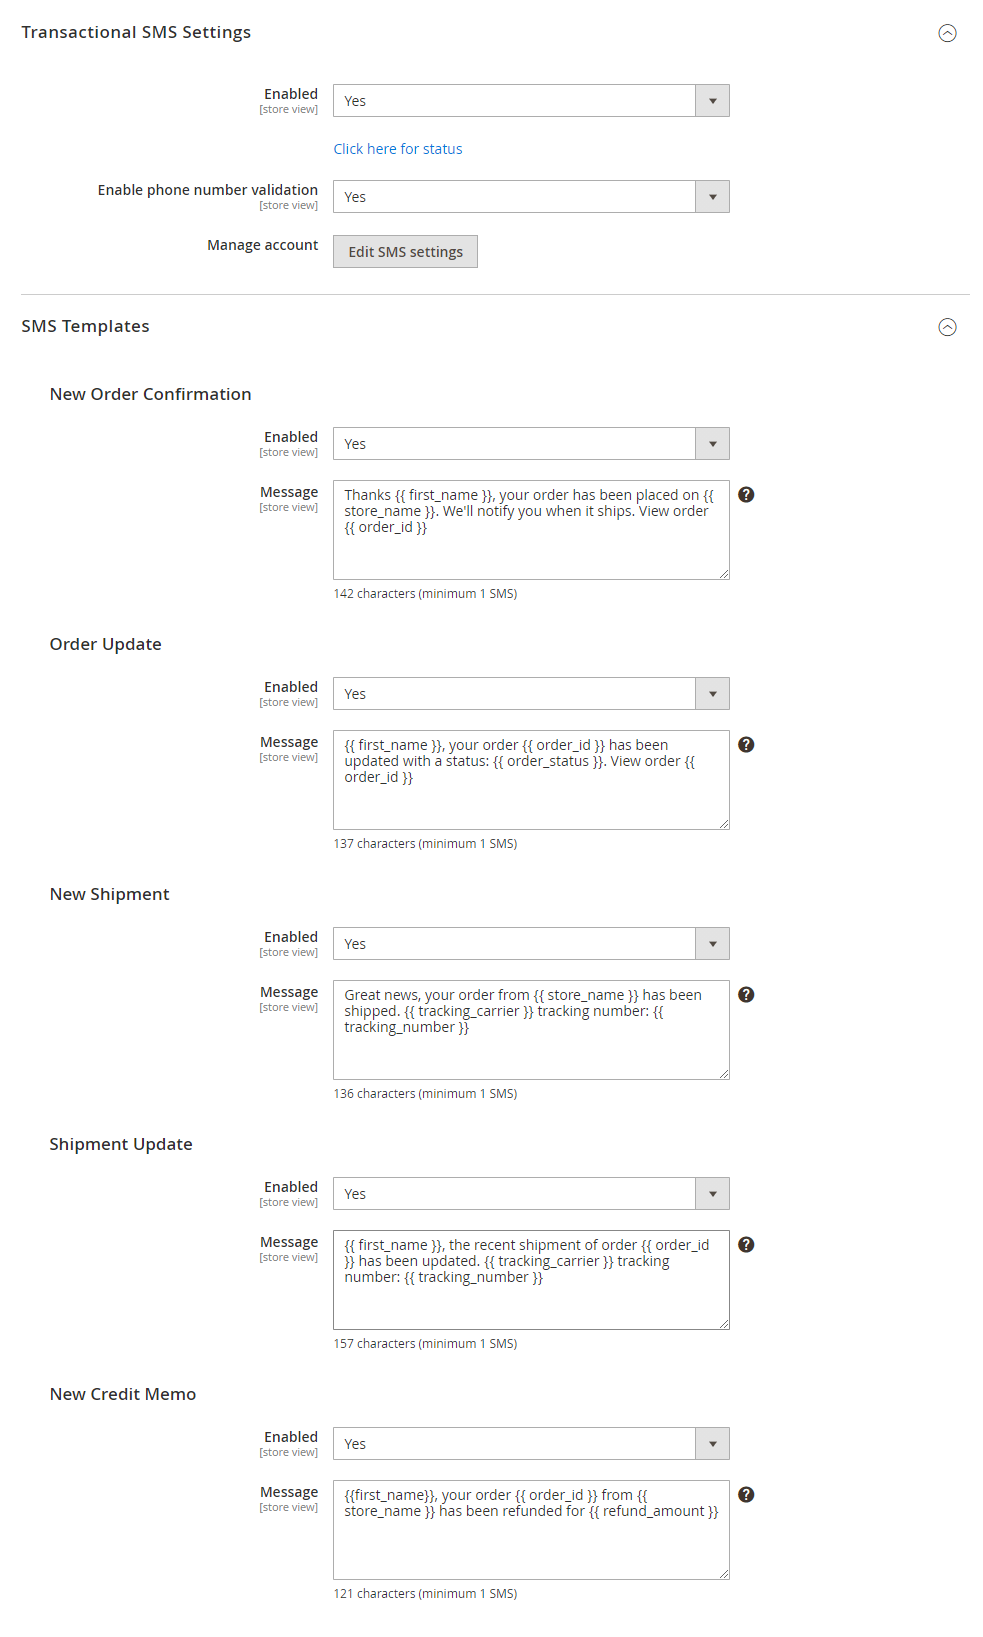 Transactional SMS Settings
Enabled
[store view]
Yes
Click here for status
Enable phone number validation
[store view]
Yes
Manage account
Edit SMS settings
SMS Templates
New Order Confirmation
Enabled
[store view]
Yes
Message
[store view]
Thanks {{ first_name }}, your order has been placed on {{
store_name }}. We'll notify you when it ships. View order
{{ order_id }}
?
142 characters (minimum 1 SMS)
Order Update
Enabled
[store view]
Yes
Message
[store view]
{{ first_name }}, your order {{ order_id }} has been
updated with a status: {{ order_status }}. View order {{
order_id }}
?
137 characters (minimum 1 SMS)
New Shipment
Enabled
[store view]
Yes
Message
[store view]
Great news, your order from {{ store_name }} has been
shipped. {{ tracking_carrier }} tracking number: {{
tracking_number }}
?
136 characters (minimum 1 SMS)
Shipment Update
Enabled
[store view]
Yes
Message
[store view]
{{ first_name }}, the recent shipment of order {{ order_id
}} has been updated. {{ tracking_carrier }} tracking
number: {{ tracking_number }}
?
157 characters (minimum 1 SMS)
New Credit Memo
Enabled
[store view]
Yes
Message
[store view]
{{first_name}}, your order {{ order_id }} from {{
store_name }} has been refunded for {{ refund_amount }}
?
121 characters (minimum 1 SMS)